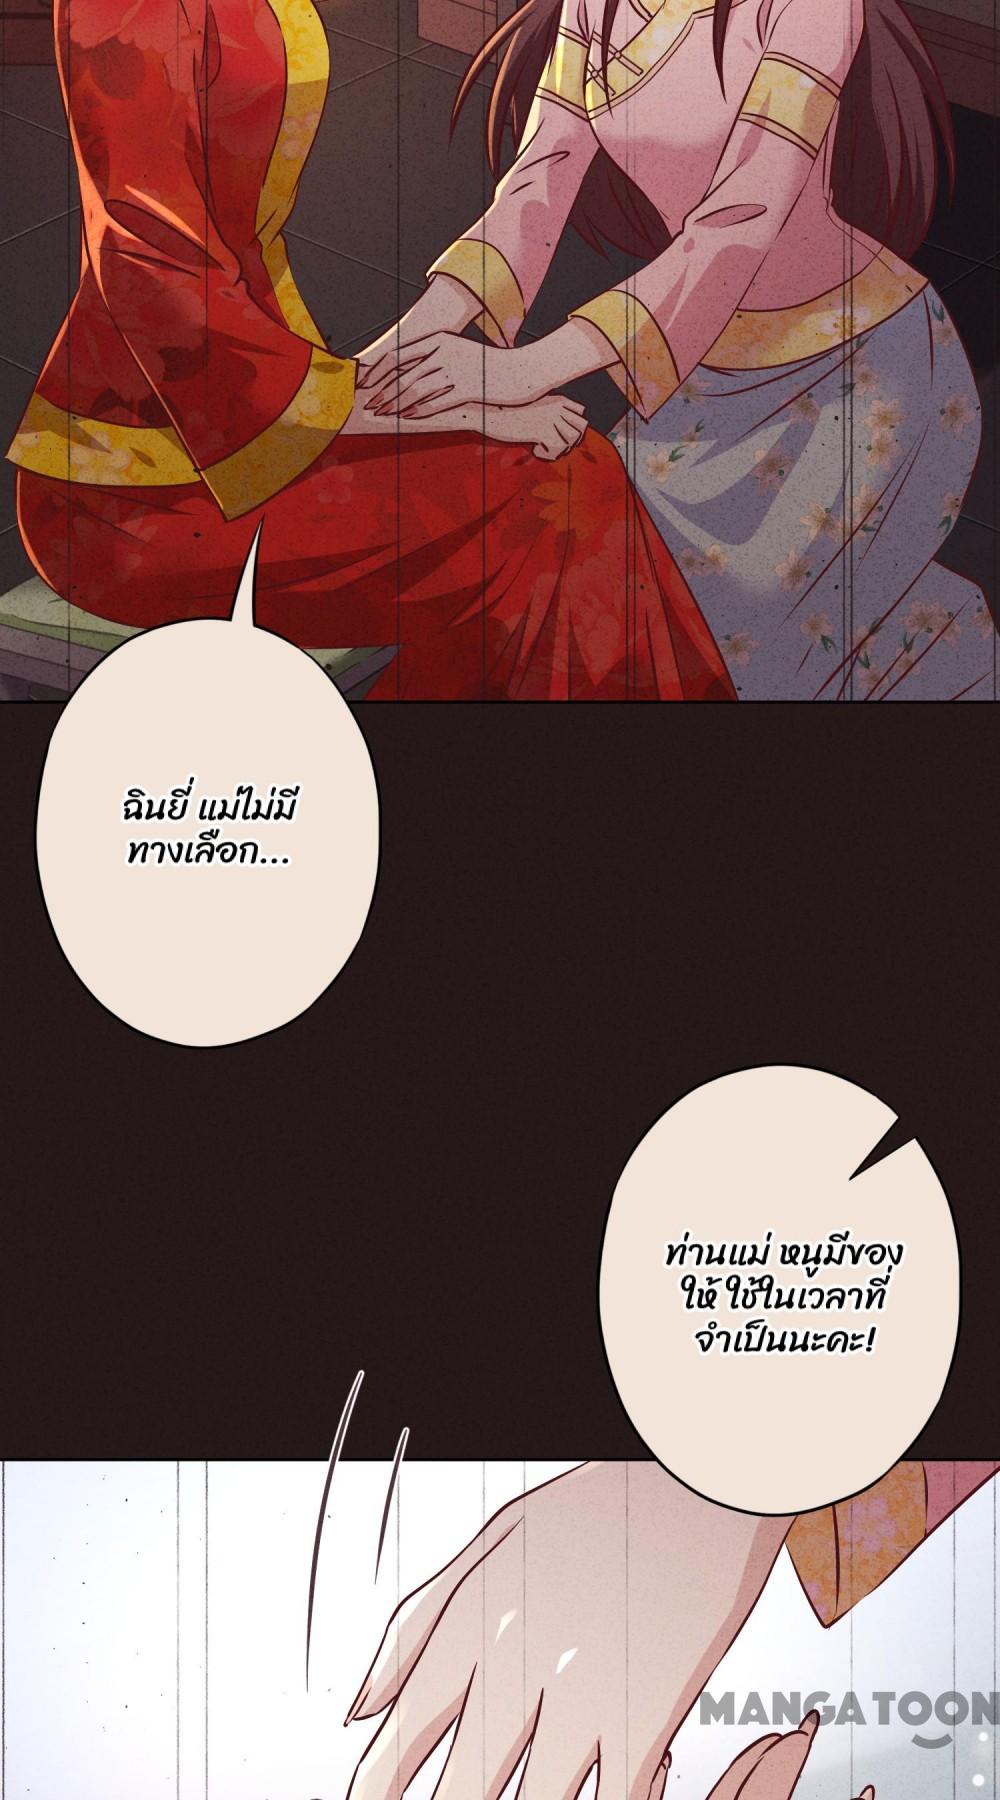 ฉินยี่ แม่ไม่มี
ทางเลือก...
ท่านแม่ หนูมีของ
ให้ ใช้ในเวลาที่
จำเป็นนะคะ!
MANGATOON